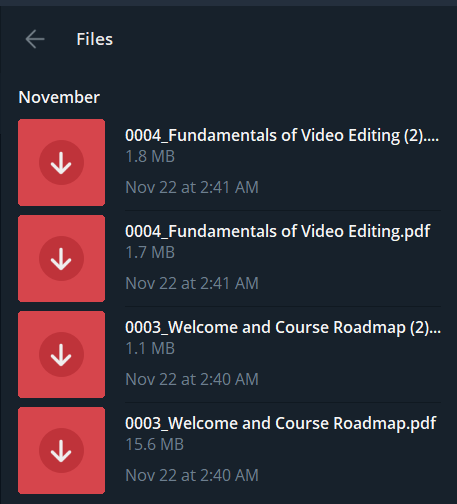 Files
November
0004_Fundamentals of Video Editing (2)....
1.8 MB
Nov 22 at 2:41 AM
0004_Fundamentals of Video Editing.pdf
1.7 MB
Nov 22 at 2:41 AM
0003_Welcome and Course Roadmap (2)...
1.1 MB
Nov 22 at 2:40 AM
0003_Welcome and Course Roadmap.pdf
15.6 MB
Nov 22 at 2:40 AM